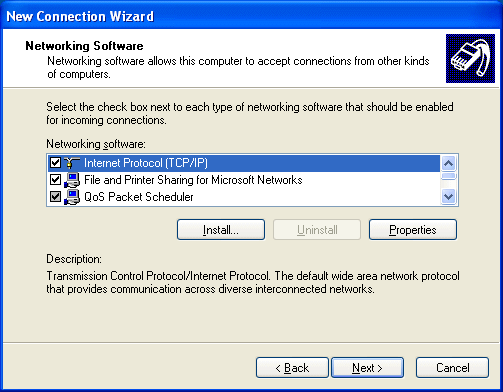 New Connection Wizard
Networking Software
Networking software allows this computer to accept connections from other kinds
of computers.
Select the check box next to each type of networking software that should be enabled
for incoming connections.
Networking software:
Internet Protocol (TCP/IP)
File and Printer Sharing for Microsoft Networks
QoS Packet Scheduler
Install... Uninstall Properties
Description:
Transmission Control Protocol/Internet Protocol. The default wide area network protocol
that provides communication across diverse interconnected networks.
< Back Next > Cancel